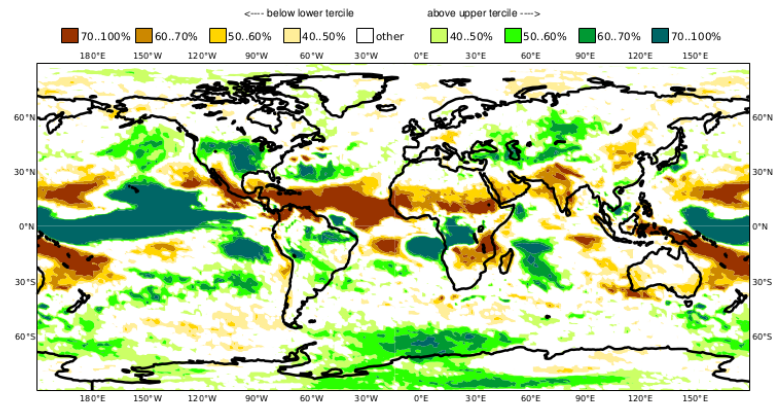 <---- below lower tercile above upper tercile ---->
70..100% 60..70% 50..60% 40..50% other 40..50% 50..60% 60..70% 70..100%
180°E 150°W 120°W 90°W 60°W 30°W 0°E 30°E 60°E 90°E 120°E 150°E
60°N 60°N
30°N 30°N
0°N 0°N
30°S 30°S
60°S 60°S
180°E 150°W 120°W 90°W 60°W 30°W 0°E 30°E 60°E 90°E 120°E 150°E